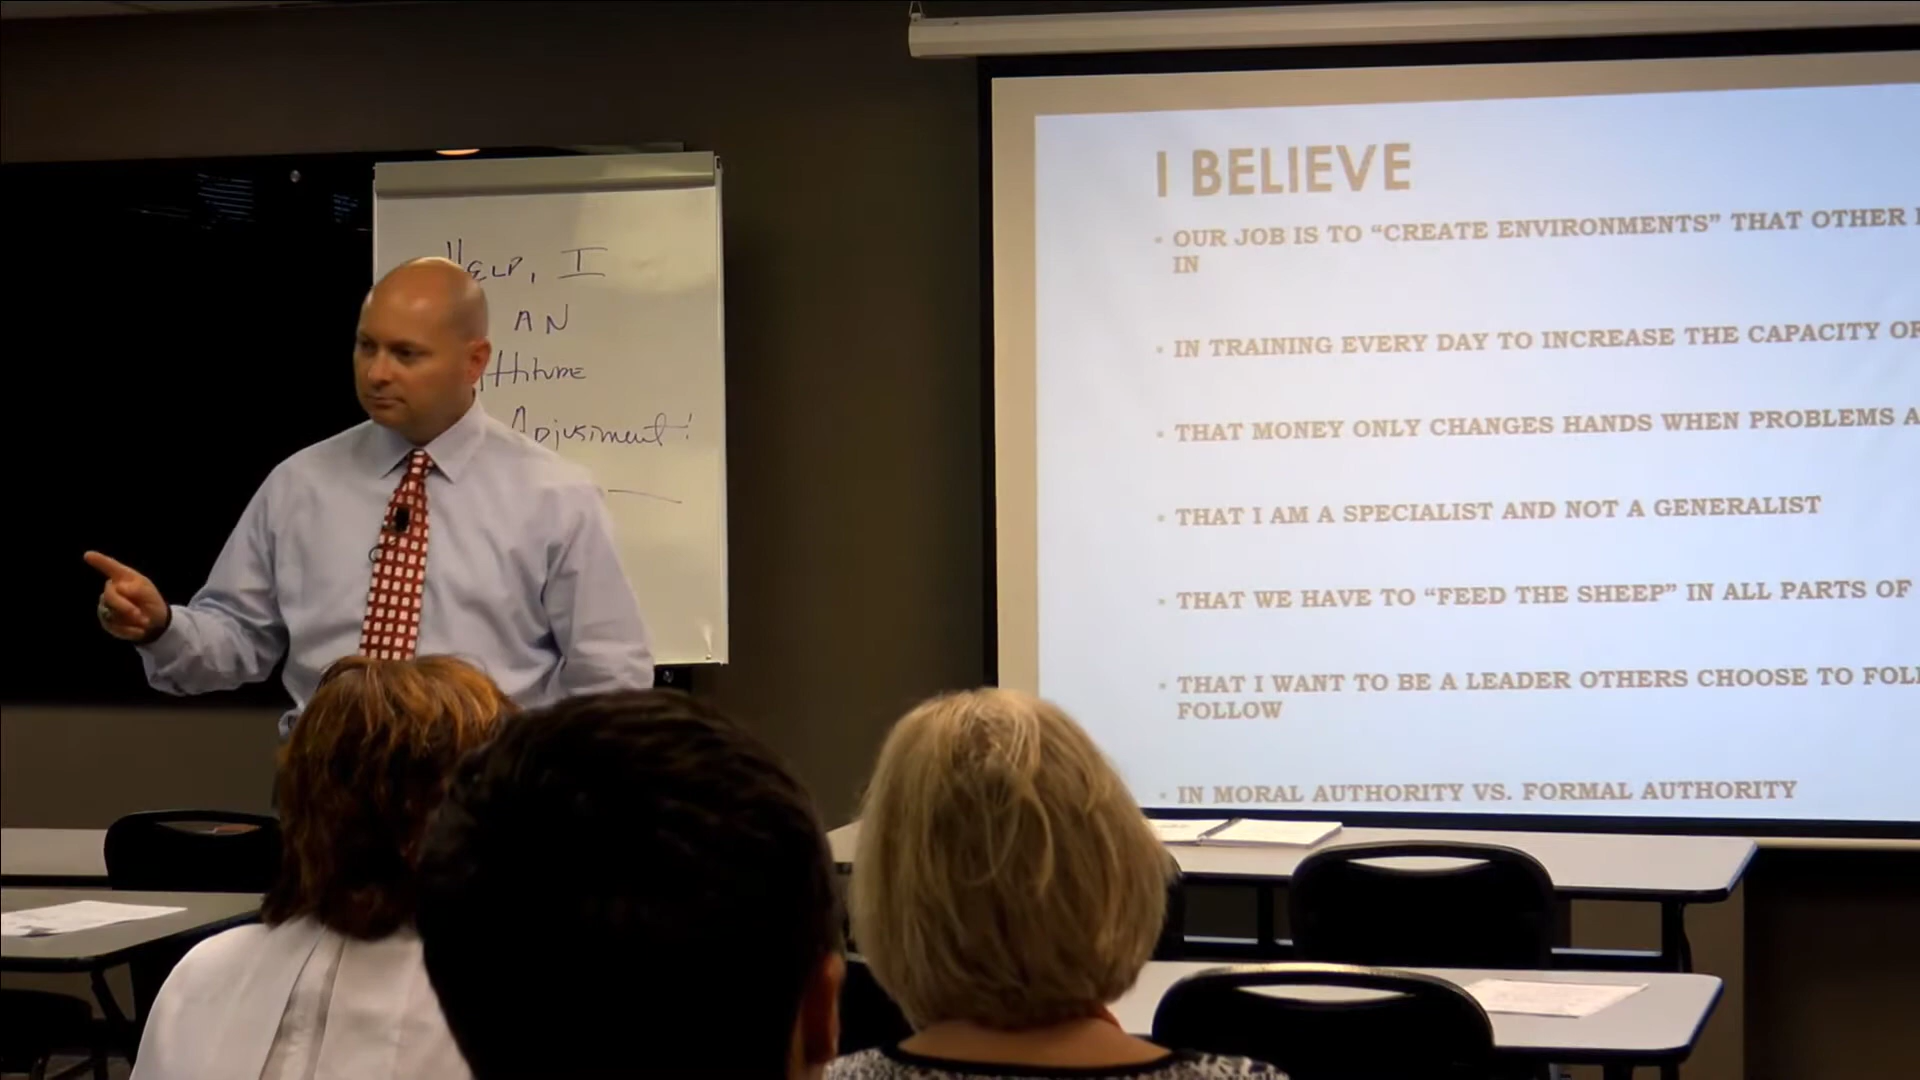 HELP, I
AN
Attitude
Adjustment!
I BELIEVE
OUR JOB IS TO “CREATE ENVIRONMENTS” THAT OTHER
IN
IN TRAINING EVERY DAY TO INCREASE THE CAPACITY OF
THAT MONEY ONLY CHANGES HANDS WHEN PROBLEMS A
THAT I AM A SPECIALIST AND NOT A GENERALIST
THAT WE HAVE TO “FEED THE SHEEP” IN ALL PARTS OF
THAT I WANT TO BE A LEADER OTHERS CHOOSE TO FOL
FOLLOW
IN MORAL AUTHORITY VS. FORMAL AUTHORITY